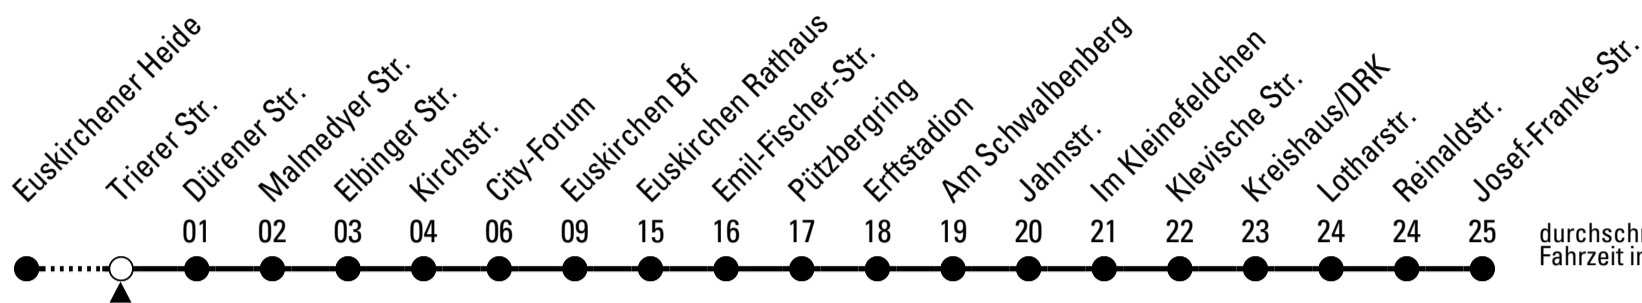 Euskirchener Heide
Trierer Str.
Dürener Str.
Malmedyer Str.
Elbinger Str.
Kirchstr.
City-Forum
Euskirchen Bf
Euskirchen Rathaus
Emil-Fischer-Str.
Pützbergring
Erftstadion
Am Schwalbenberg
Jahnstr.
Im Kleinefeldchen
Klevische Str.
Kreishaus/DRK
Lotharstr.
Reinaldstr.
Josef-Franke-Str.
01 02 03 04 06 09 15 16 17 18 19 20 21 22 23 24 24 25
Fahrzeit